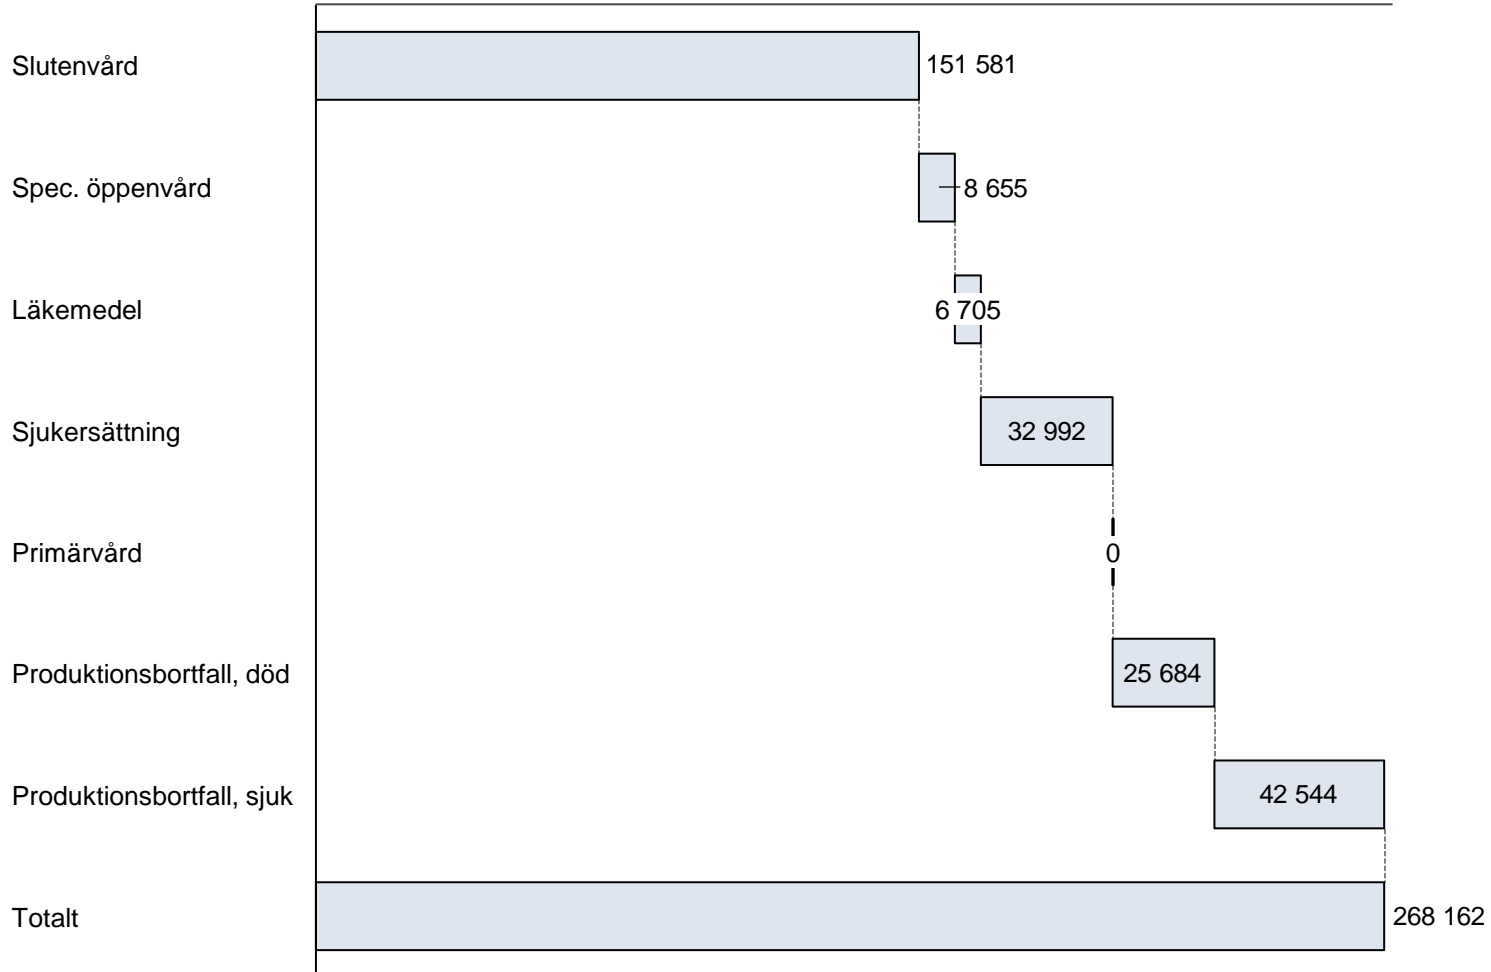 Slutenvård
151 581
Spec. öppenvård
8 655
Läkemedel
6 705
Sjukersättning
32 992
Primärvård
0
Produktionsbortfall, död
25 684
Produktionsbortfall, sjuk
42 544
Totalt
268 162